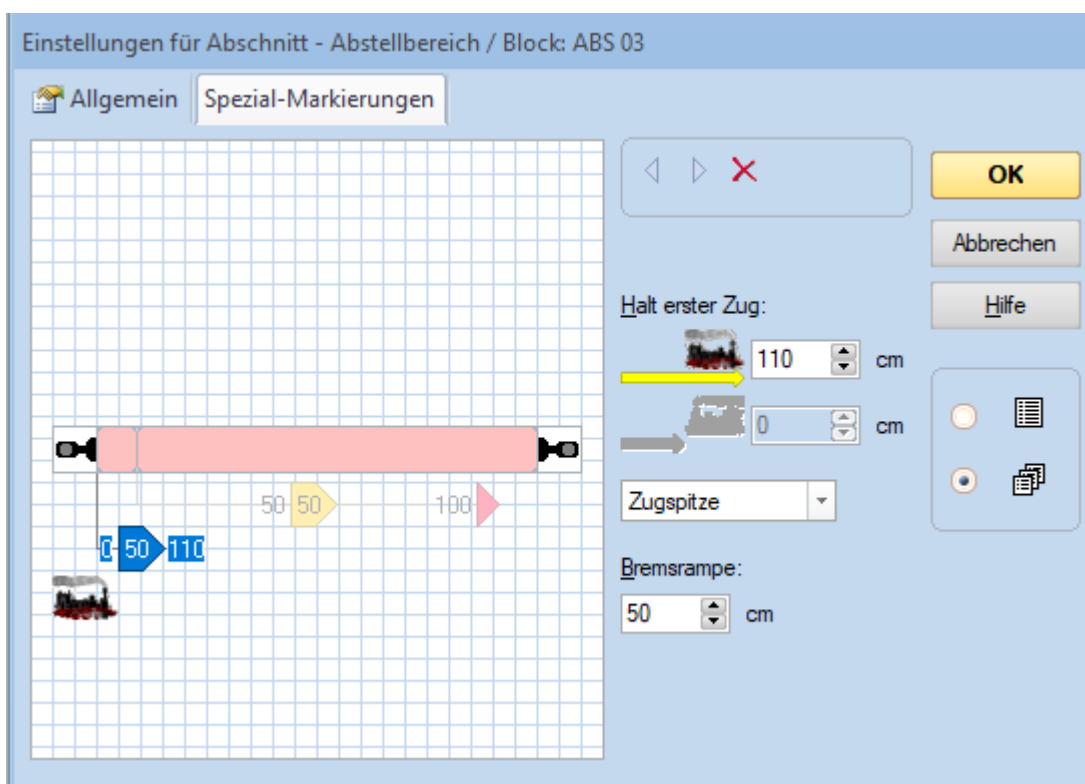 Einstellungen für Abschnitt - Abstellbereich / Block: ABS 03
Allgemein
Spezial-Markierungen
OK
Abbrechen
Hilfe
Halt erster Zug:
110 cm
0 cm
Zugspitze
Bremsrampe:
50 cm
50 50 100
0 50 110